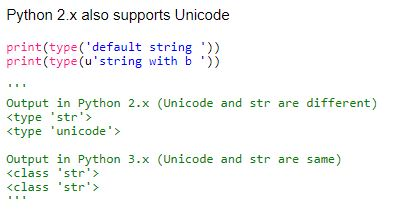 Python 2.x also supports Unicode
print(type('default string '))
print(type(u'string with b '))
'''
Output in Python 2.x (Unicode and str are different)
<type 'str'>
<type 'unicode'>
Output in Python 3.x (Unicode and str are same)
<class 'str'>
<class 'str'>
'''